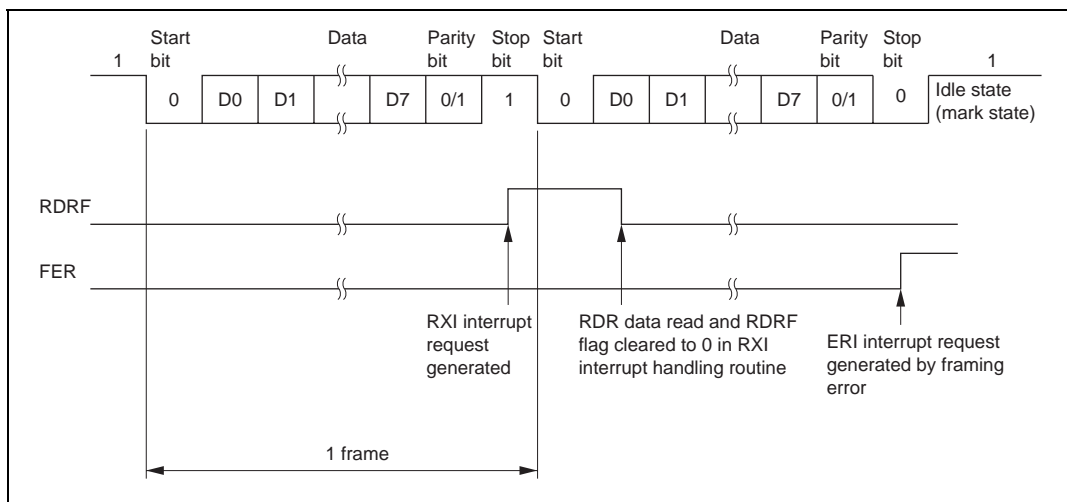 Start bit
Data
Parity bit
Stop bit
Start bit
Data
Parity bit
Stop bit
1
1
0
D0
D1
D7
0/1
1
0
D0
D1
D7
0/1
0
Idle state
(mark state)
RDRF
FER
RXI interrupt
request
generated
RDR data read and RDRF
flag cleared to 0 in RXI
interrupt handling routine
ERI interrupt request
generated by framing
error
1 frame